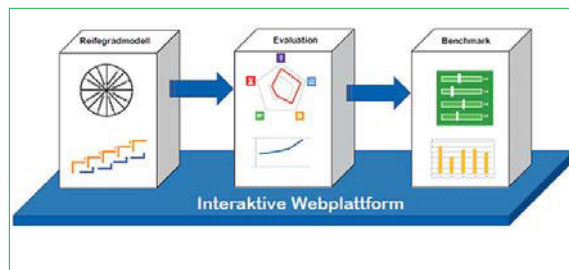 Reifegradmodell
Evaluation
Benchmark
Interaktive Webplattform